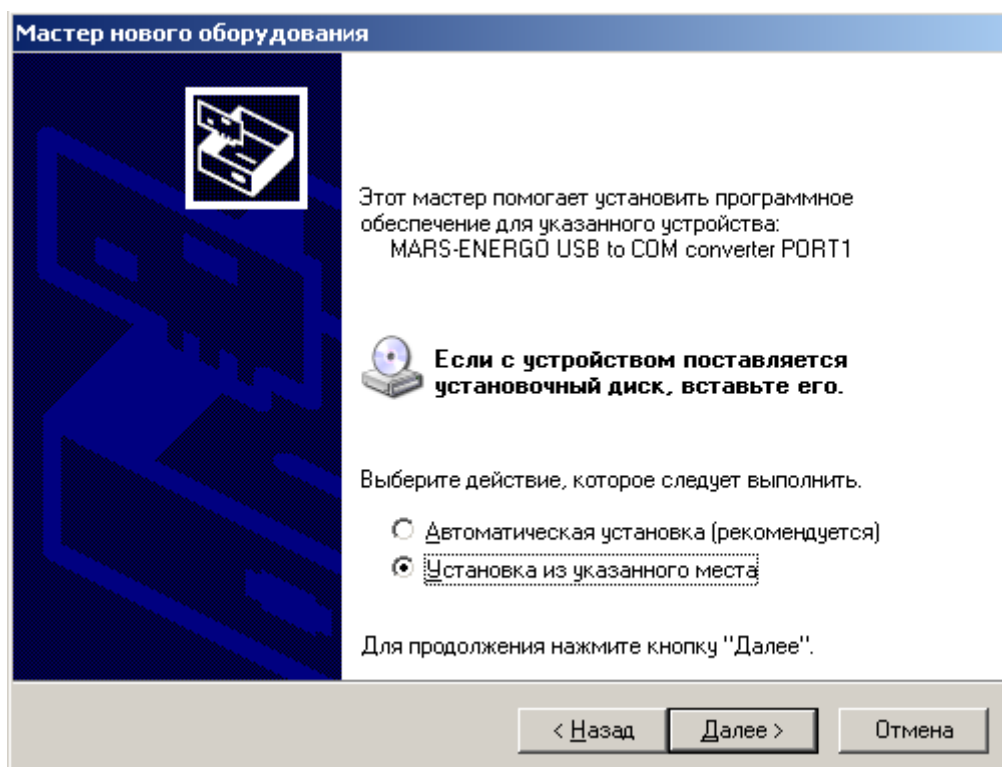 Мастер нового оборудования
Этот мастер помогает установить программное
обеспечение для указанного устройства:
MARS-ENERGO USB to COM converter PORT1
Если с устройством поставляется
установочный диск, вставьте его.
Выберите действие, которое следует выполнить.
Автоматическая установка (рекомендуется)
Установка из указанного места
Для продолжения нажмите кнопку "Далее".
< Назад Далее > Отмена